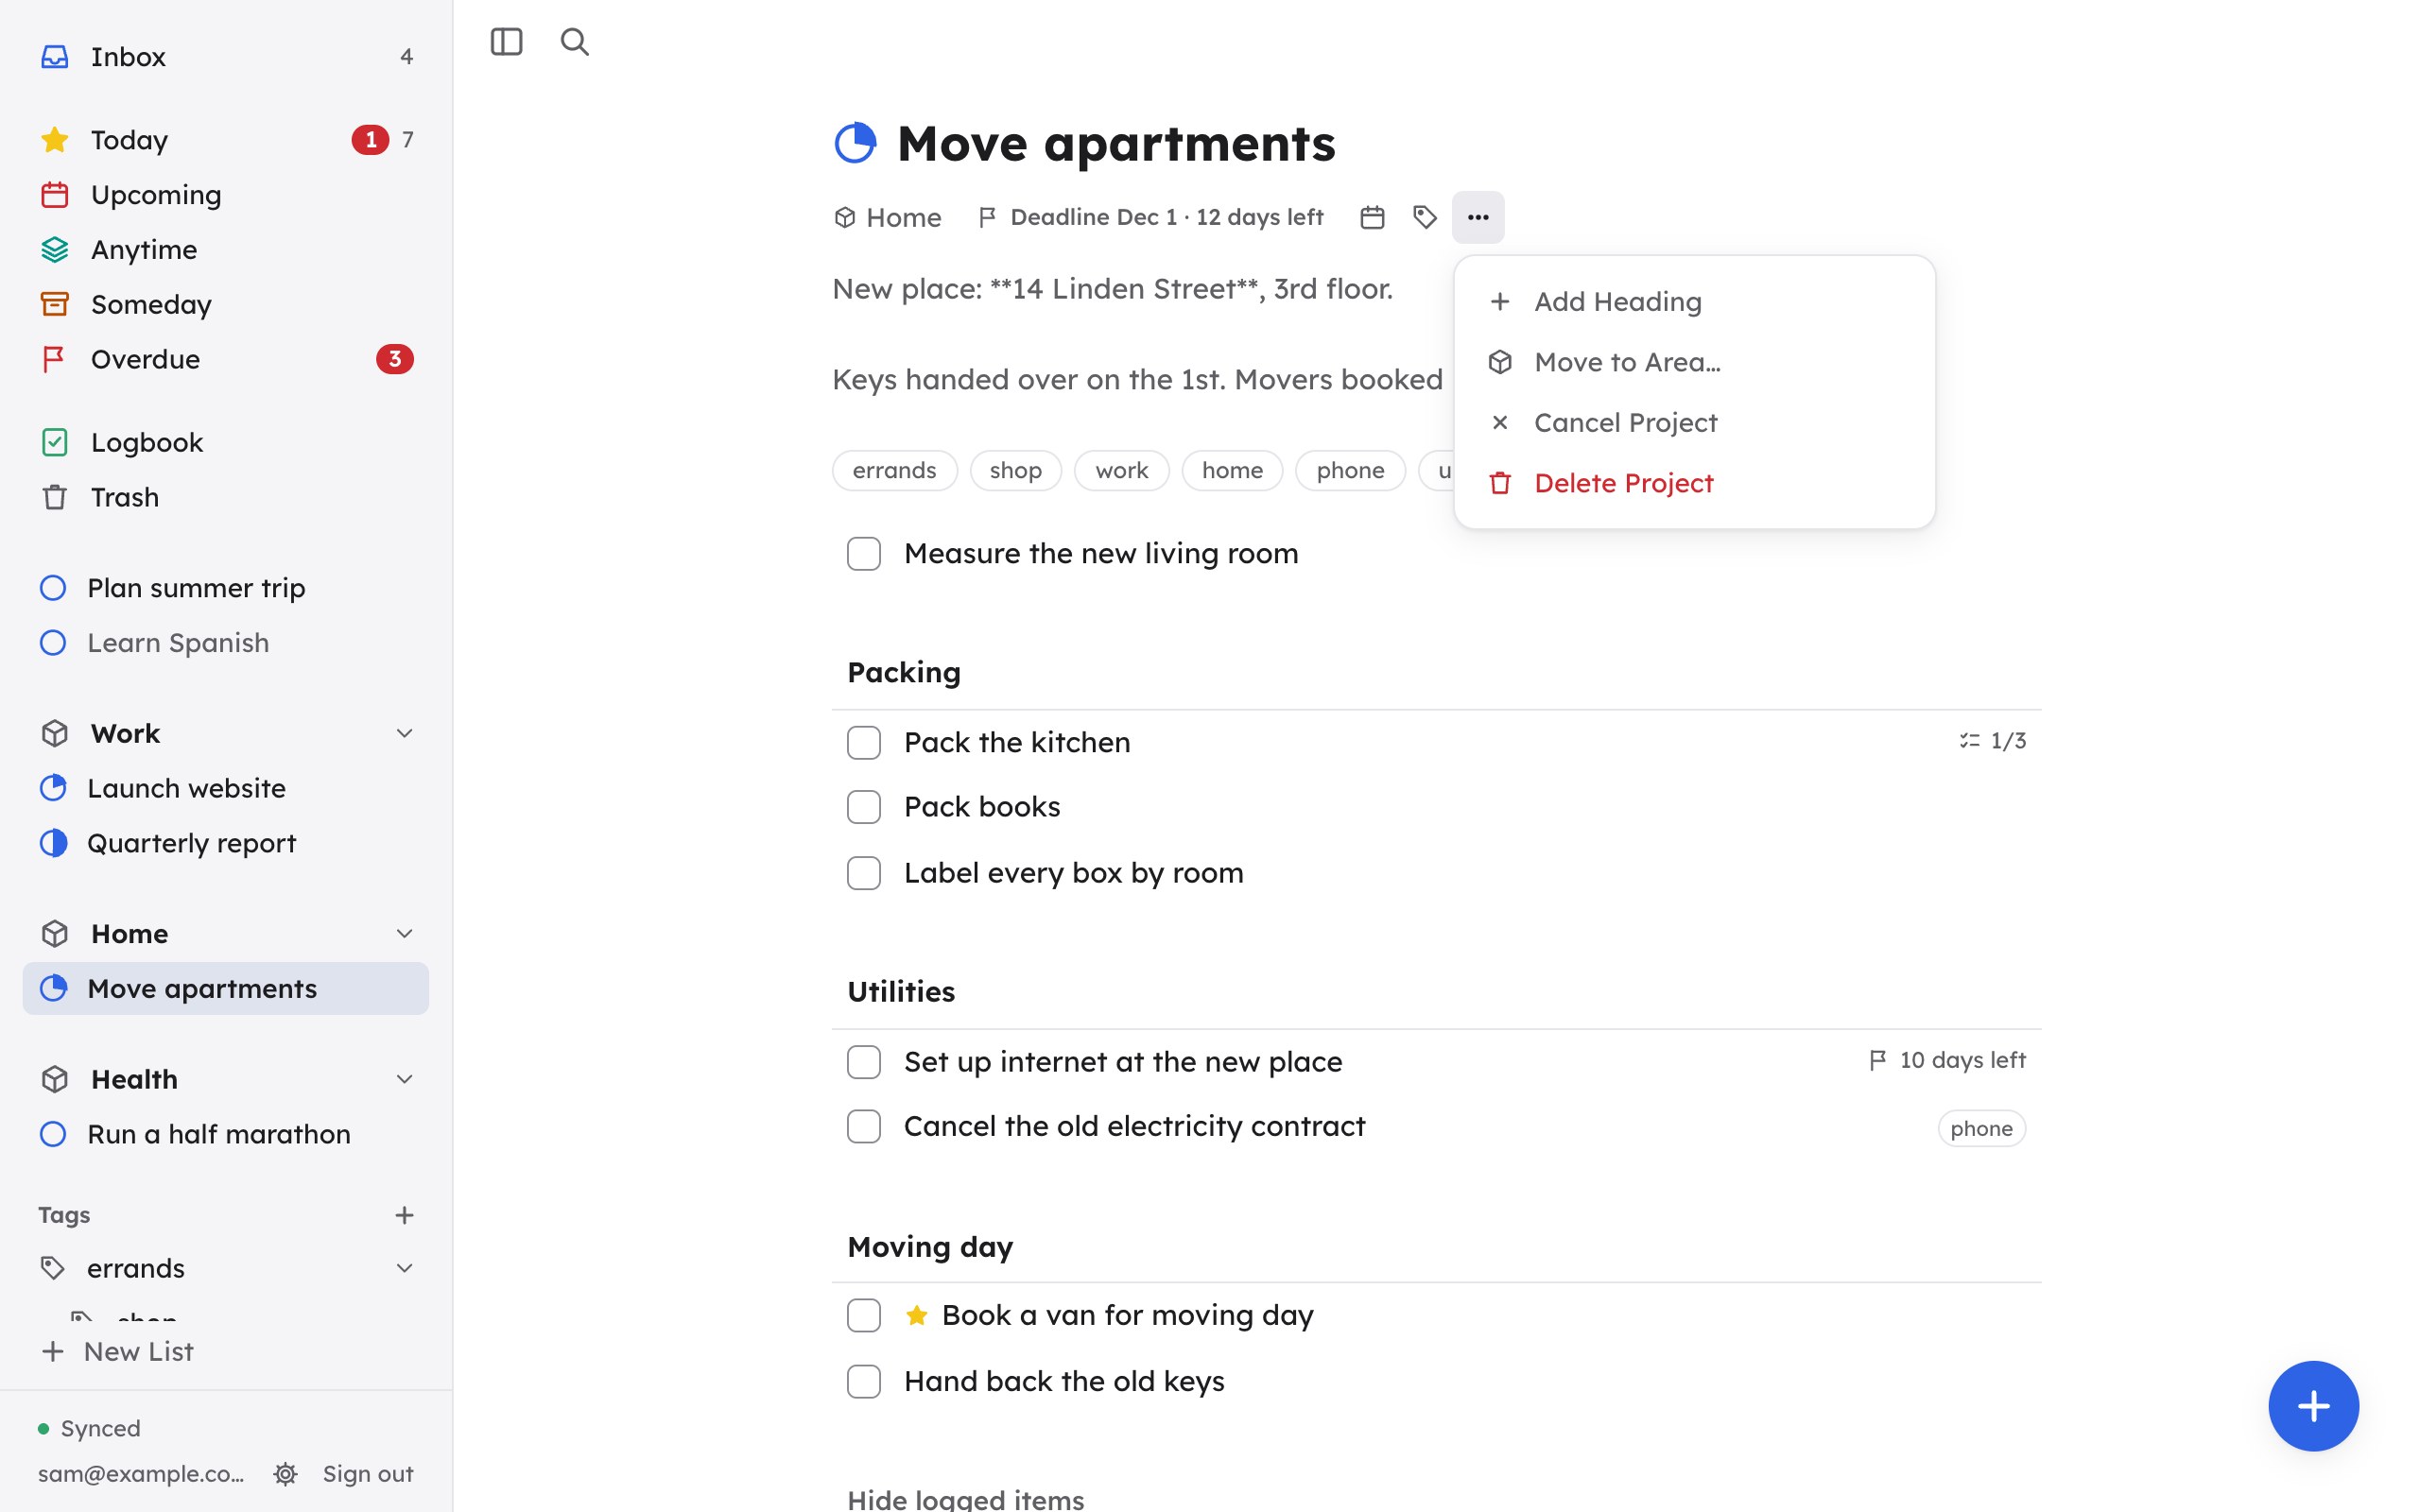 Inbox 4
Today 1 7
Upcoming
Anytime
Someday
Overdue 3
Logbook
Trash
Plan summer trip
Learn Spanish
Work
Launch website
Quarterly report
Home
Move apartments
Health
Run a half marathon
Tags
errands
shop
New List
Synced
sam@example.co...
Sign out
Move apartments
Home
Deadline Dec 1 · 12 days left
New place: **14 Linden Street**, 3rd floor.
Keys handed over on the 1st. Movers booked
errands shop work home phone
Add Heading
Move to Area...
Cancel Project
Delete Project
Measure the new living room
Packing
Pack the kitchen 1/3
Pack books
Label every box by room
Utilities
Set up internet at the new place 10 days left
Cancel the old electricity contract phone
Moving day
Book a van for moving day
Hand back the old keys
Hide logged items